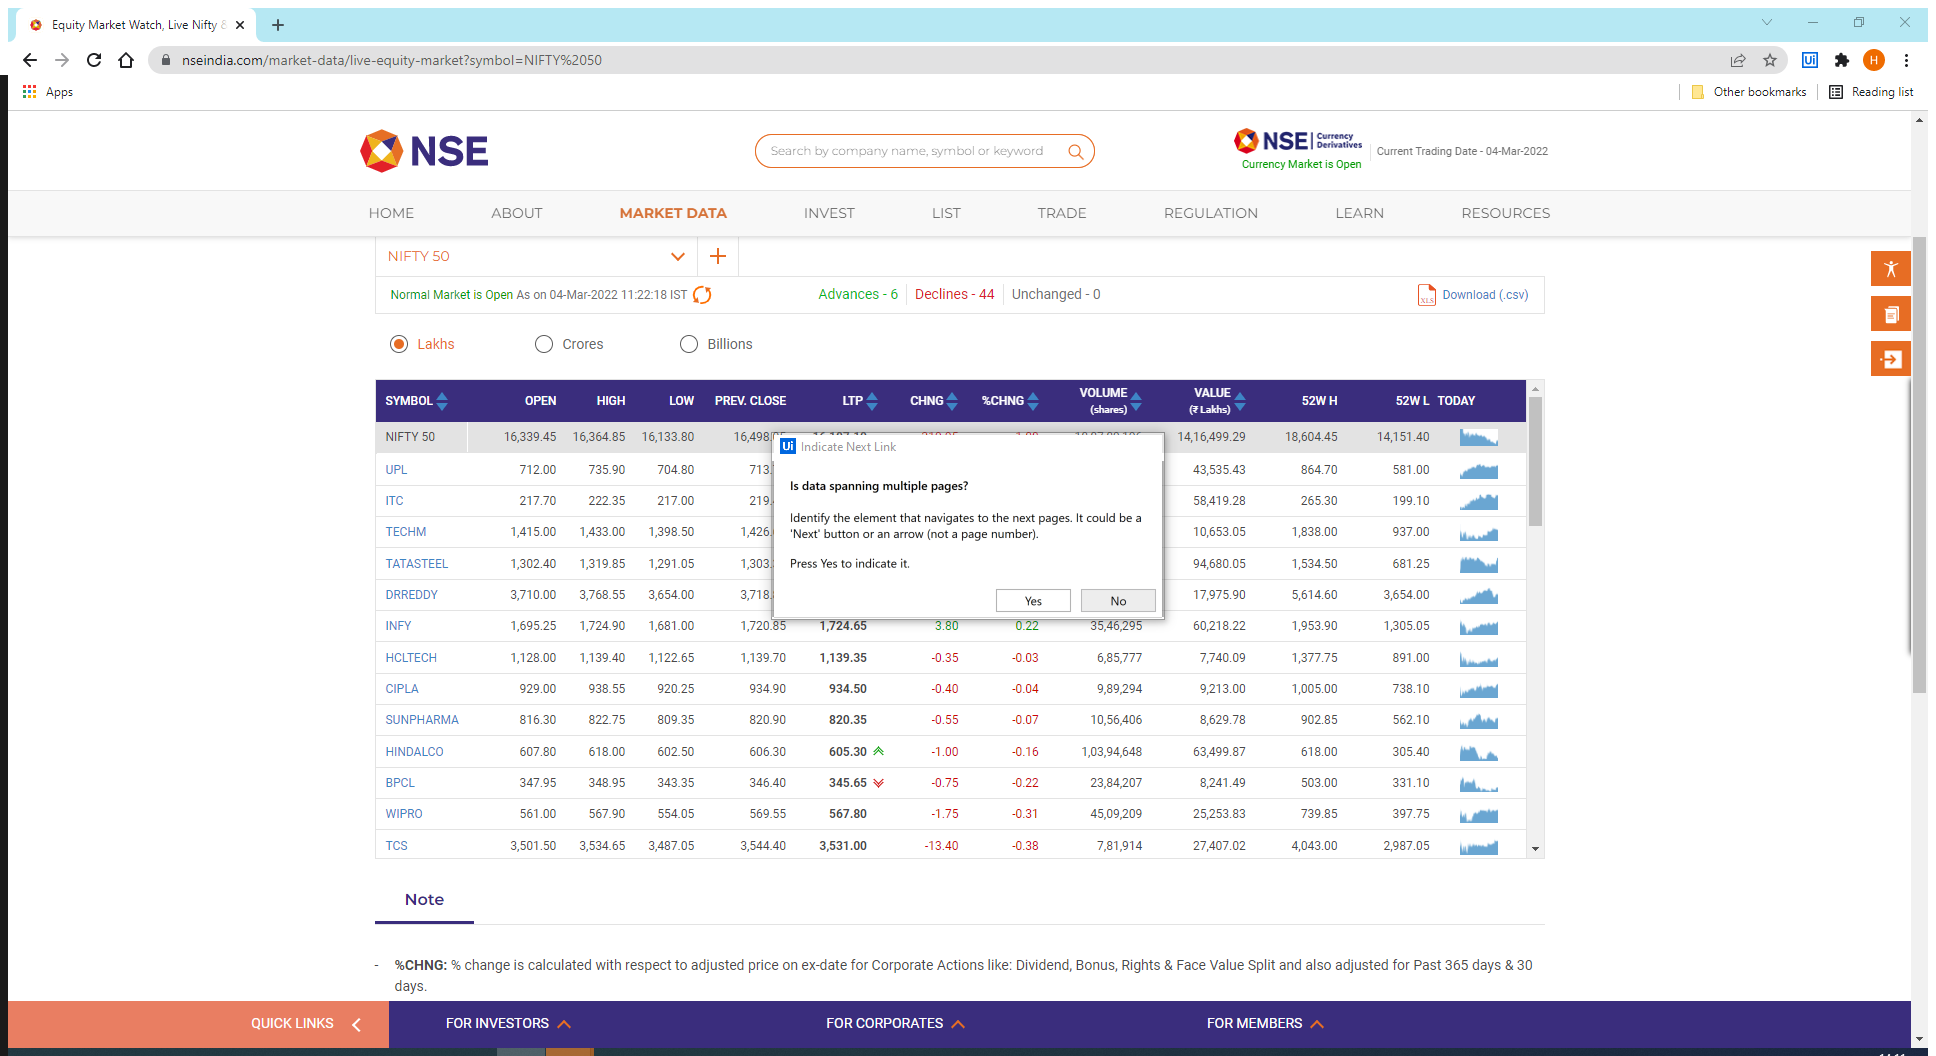 Equity Market Watch, Live Nifty
nseindia.com/market-data/live-equity-market?symbol=NIFTY%2050
Ui
H
Apps
Other bookmarks
Reading list
NSE
Search by company name, symbol or keyword
NSE Currency Derivatives
Currency Market is Open
Current Trading Date - 04-Mar-2022
HOME ABOUT MARKET DATA INVEST LIST TRADE REGULATION LEARN RESOURCES
NIFTY 50
Normal Market is Open As on 04-Mar-2022 11:22:18 IST
Advances - 6 Declines - 44 Unchanged - 0
XLS Download (.csv)
Lakhs Crores Billions
SYMBOL OPEN HIGH LOW PREV. CLOSE LTP CHNG %CHNG VOLUME (shares) VALUE (₹ Lakhs) 52W H 52W L TODAY
NIFTY 50 16,339.45 16,364.85 16,133.80 14,16,499.29 18,604.45 14,151.40
UPL 712.00 735.90 704.80 43,535.43 864.70 581.00
ITC 217.70 222.35 217.00 58,419.28 265.30 199.10
TECHM 1,415.00 1,433.00 1,398.50 10,653.05 1,838.00 937.00
TATASTEEL 1,302.40 1,319.85 1,291.05 94,680.05 1,534.50 681.25
DRREDDY 3,710.00 3,768.55 3,654.00 17,975.90 5,614.60 3,654.00
INFY 1,695.25 1,724.90 1,681.00 1,720.85 1,724.65 3.80 0.22 35,46,295 60,218.22 1,953.90 1,305.05
HCLTECH 1,128.00 1,139.40 1,122.65 1,139.70 1,139.35 -0.35 -0.03 6,85,777 7,740.09 1,377.75 891.00
CIPLA 929.00 938.55 920.25 934.90 934.50 -0.40 -0.04 9,89,294 9,213.00 1,005.00 738.10
SUNPHARMA 816.30 822.75 809.35 820.90 820.35 -0.55 -0.07 10,56,406 8,629.78 902.85 562.10
HINDALCO 607.80 618.00 602.50 606.30 605.30 -1.00 -0.16 1,03,94,648 63,499.87 618.00 305.40
BPCL 347.95 348.95 343.35 346.40 345.65 -0.75 -0.22 23,84,207 8,241.49 503.00 331.10
WIPRO 561.00 567.90 554.05 569.55 567.80 -1.75 -0.31 45,09,209 25,253.83 739.85 397.75
TCS 3,501.50 3,534.65 3,487.05 3,544.40 3,531.00 -13.40 -0.38 7,81,914 27,407.02 4,043.00 2,987.05
Ui Indicate Next Link
Is data spanning multiple pages?
Identify the element that navigates to the next pages. It could be a
'Next' button or an arrow (not a page number).
Press Yes to indicate it.
Yes No
Note
- %CHNG: % change is calculated with respect to adjusted price on ex-date for Corporate Actions like: Dividend, Bonus, Rights & Face Value Split and also adjusted for Past 365 days & 30
days.
QUICK LINKS FOR INVESTORS FOR CORPORATES FOR MEMBERS